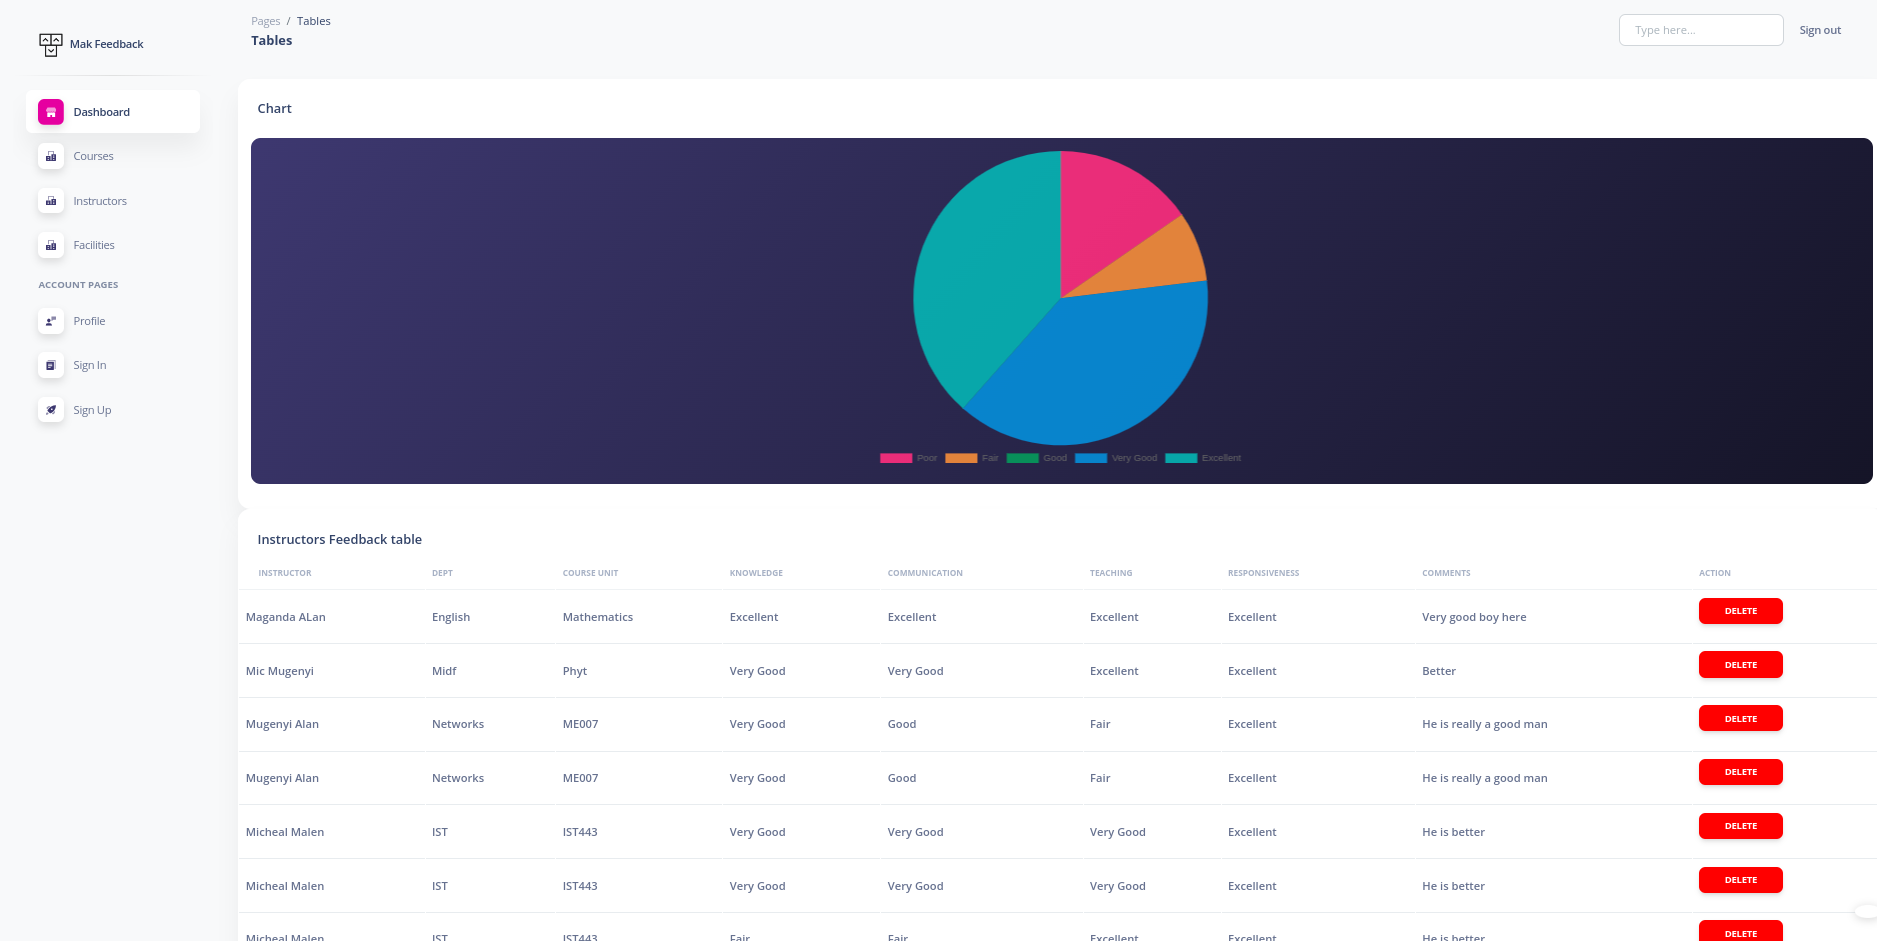 Mak Feedback
Dashboard
Courses
Instructors
Facilities
ACCOUNT PAGES
Profile
Sign In
Sign Up
Pages / Tables
Tables
Type here...
Sign out
Chart
Poor Fair Good Very Good Excellent
Instructors Feedback table
INSTRUCTOR DEPT COURSE UNIT KNOWLEDGE COMMUNICATION TEACHING RESPONSIVENESS COMMENTS ACTION
Maganda ALan English Mathematics Excellent Excellent Excellent Excellent Very good boy here DELETE
Mic Mugenyi Midf Phyt Very Good Very Good Excellent Excellent Better DELETE
Mugenyi Alan Networks ME007 Very Good Good Fair Excellent He is really a good man DELETE
Mugenyi Alan Networks ME007 Very Good Good Fair Excellent He is really a good man DELETE
Micheal Malen IST IST443 Very Good Very Good Very Good Excellent He is better DELETE
Micheal Malen IST IST443 Very Good Very Good Very Good Excellent He is better DELETE
Micheal Malen IST IST443 Fair Fair Excellent Excellent He is better DELETE